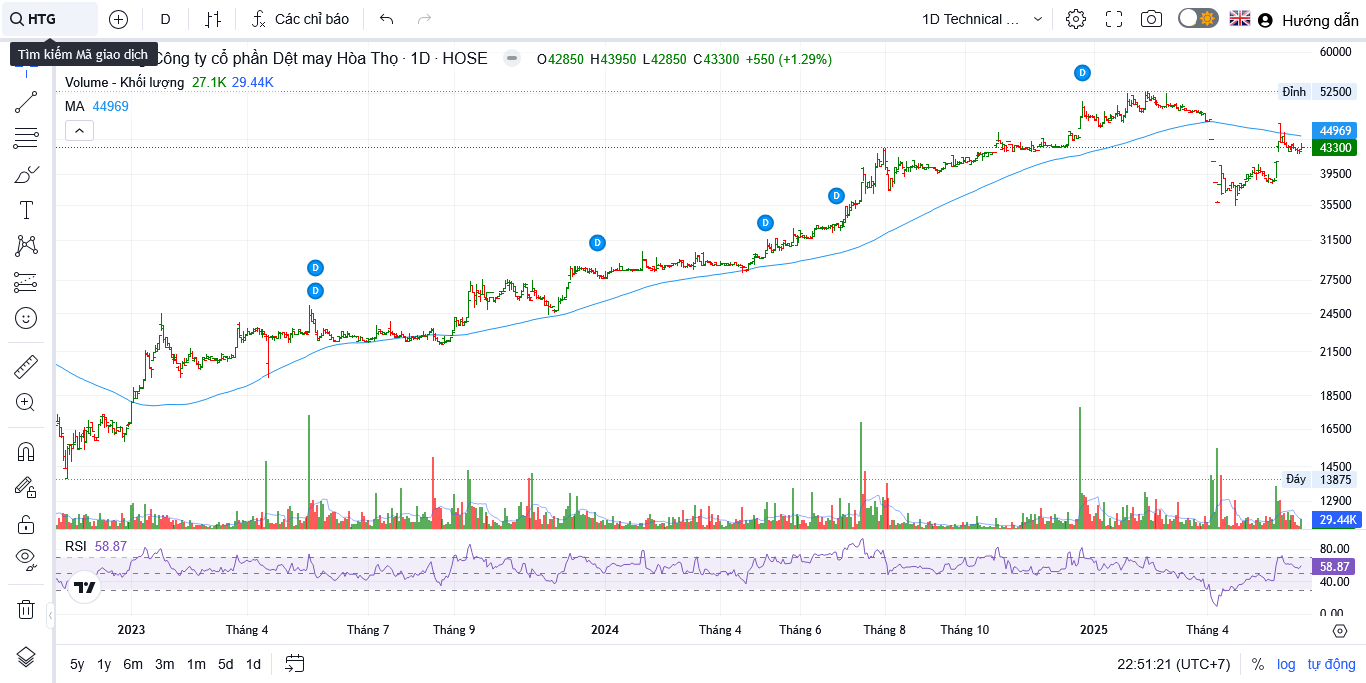 HTG
D
Các chỉ báo
1D Technical ...
Hướng dẫn
Tìm kiếm Mã giao dịch
Công ty cổ phần Dệt may Hòa Thọ · 1D · HOSE
O42850 H43950 L42850 C43300 +550 (+1.29%)
Volume - Khối lượng 27.1K 29.44K
MA 44969
D
D
D
D
D
D
60000
Đỉnh 52500
44969
43300
39500
35500
31500
27500
24500
21500
18500
16500
14500
Đáy 13875
12900
29.44K
RSI 58.87
80.00
58.87
40.00
0.00
2023 Tháng 4 Tháng 7 Tháng 9 2024 Tháng 4 Tháng 6 Tháng 8 Tháng 10 2025 Tháng 4
5y 1y 6m 3m 1m 5d 1d
22:51:21 (UTC+7) % log tự động